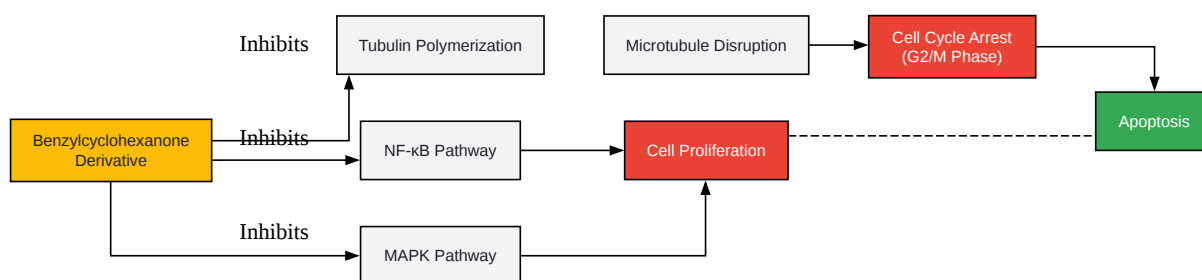 Inhibits
Tubulin Polymerization
Microtubule Disruption
Cell Cycle Arrest
(G2/M Phase)
Benzylcyclohexanone
Derivative
Inhibits
NF-κB Pathway
Cell Proliferation
Apoptosis
Inhibits
MAPK Pathway